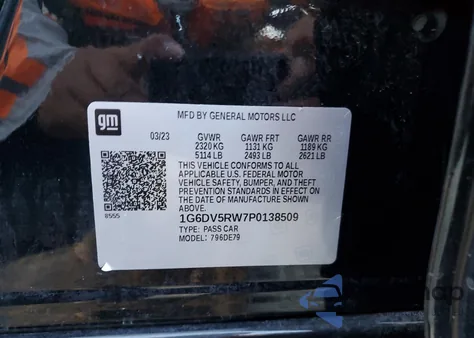 gm
MFD BY GENERAL MOTORS LLC
03/23 GVWR GAWR FRT GAWR RR
2320 KG 1131 KG 1189 KG
5114 LB 2493 LB 2621 LB
THIS VEHICLE CONFORMS TO ALL
APPLICABLE U.S. FEDERAL MOTOR
VEHICLE SAFETY, BUMPER, AND THEFT
PREVENTION STANDARDS IN EFFECT ON
THE DATE OF MANUFACTURE SHOWN
ABOVE.
8555
1G6DV5RW7P0138509
TYPE: PASS CAR
MODEL: 796DE79